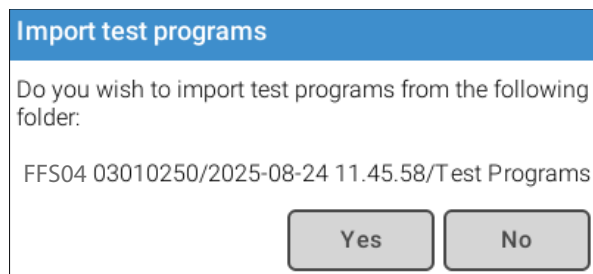 Import test programs
Do you wish to import test programs from the following
folder:
FFS04 03010250/2025-08-24 11.45.58/Test Programs
Yes No